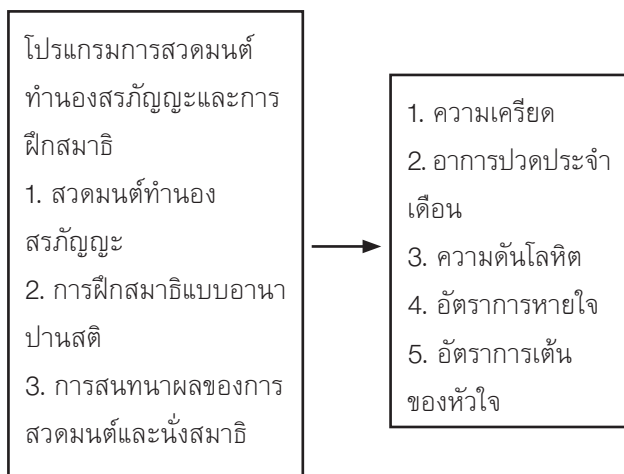 โปรแกรมการสวดมนต์
ทำนองสรภัญญะและการ
ฝึกสมาธิ
1. สวดมนต์ทำนอง
สรภัญญะ
2. การฝึกสมาธิแบบอานา
ปานสติ
3. การสนทนาผลของการ
สวดมนต์และนั่งสมาธิ
1. ความเครียด
2. อาการปวดประจำ
เดือน
3. ความดันโลหิต
4. อัตราการหายใจ
5. อัตราการเต้น
ของหัวใจ